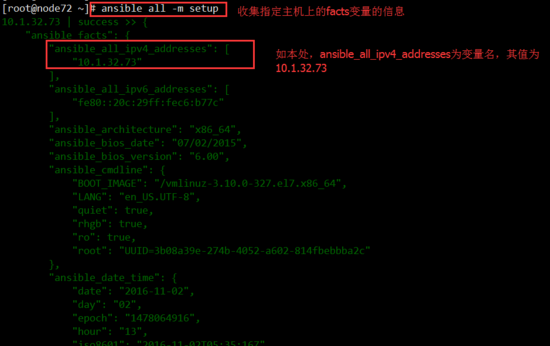 [root@node72 ~]# ansible all -m setup 收集指定主机上的facts变量的信息
10.1.32.73 | success >> {
"ansible_facts": {
"ansible_all_ipv4_addresses": [
"10.1.32.73"
],
如本处，ansible_all_ipv4_addresses为变量名，其值为
10.1.32.73
"ansible_all_ipv6_addresses": [
"fe80::20c:29ff:fec6:b77c"
],
"ansible_architecture": "x86_64",
"ansible_bios_date": "07/02/2015",
"ansible_bios_version": "6.00",
"ansible_cmdline": {
"BOOT_IMAGE": "/vmlinuz-3.10.0-327.el7.x86_64",
"LANG": "en_US.UTF-8",
"quiet": true,
"rhgb": true,
"ro": true,
"root": "UUID=3b08a39e-274b-4052-a602-814fbebbba2c"
},
"ansible_date_time": {
"date": "2016-11-02",
"day": "02",
"epoch": "1478064916",
"hour": "13",
"iso8601": "2016-11-02T05:35:16Z"